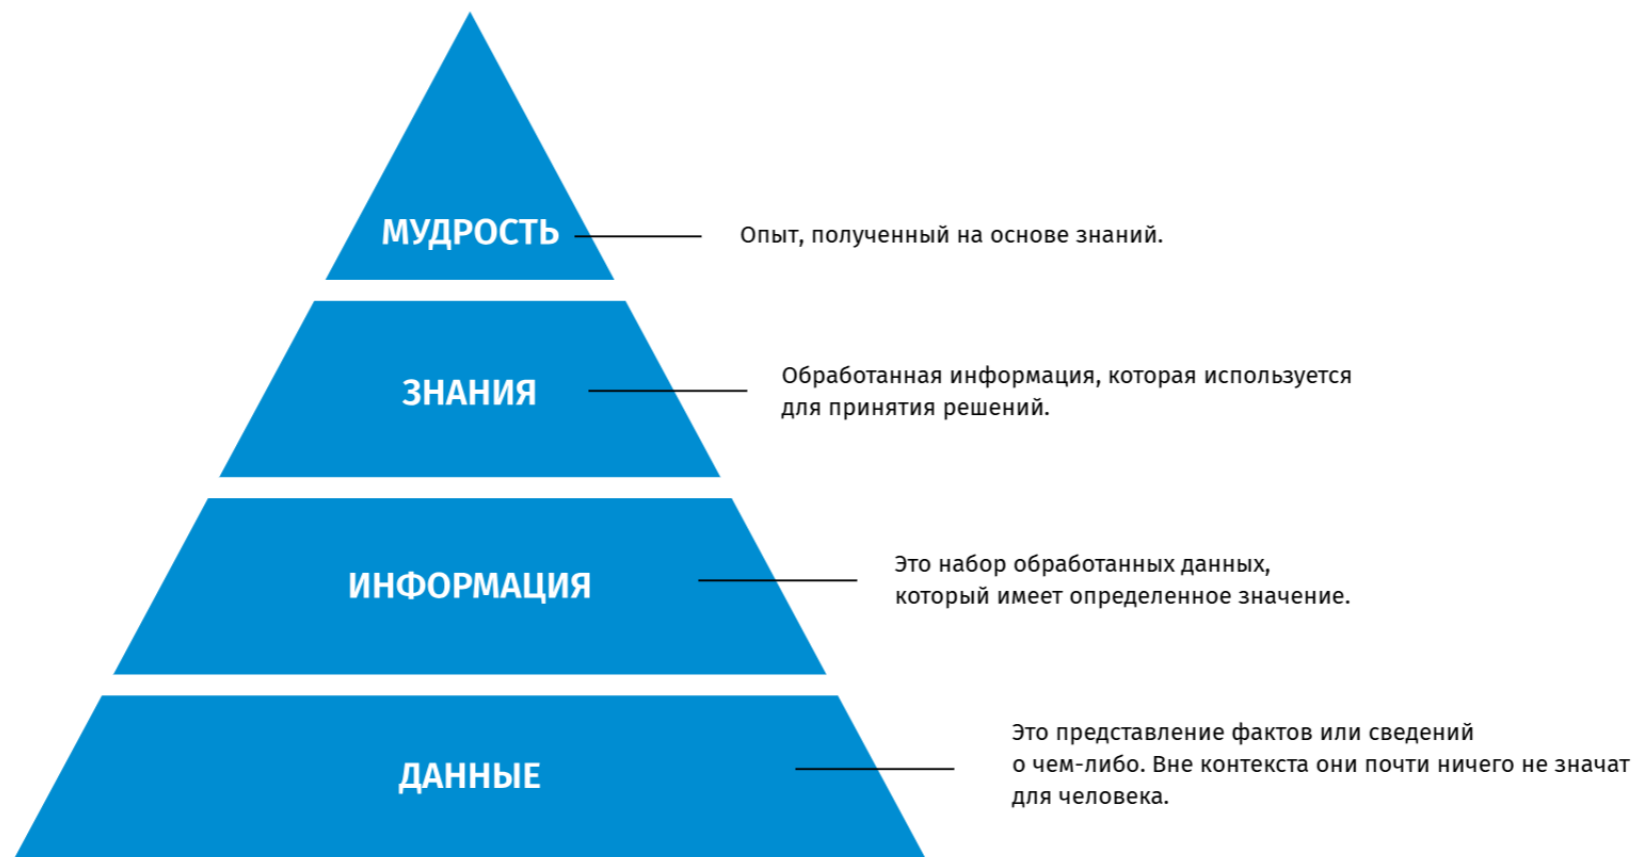 МУДРОСТЬ
Опыт, полученный на основе знаний.
ЗНАНИЯ
Обработанная информация, которая используется
для принятия решений.
ИНФОРМАЦИЯ
Это набор обработанных данных,
который имеет определенное значение.
ДАННЫЕ
Это представление фактов или сведений
о чем-либо. Вне контекста они почти ничего не значат
для человека.